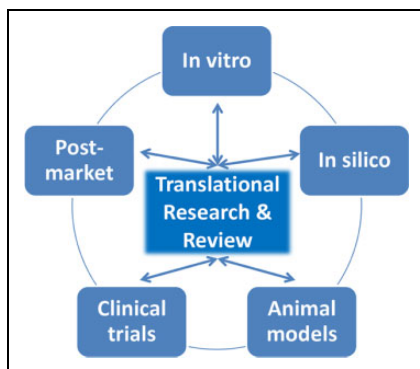 In vitro
Post-
market
In silico
Translational
Research &
Review
Clinical
trials
Animal
models